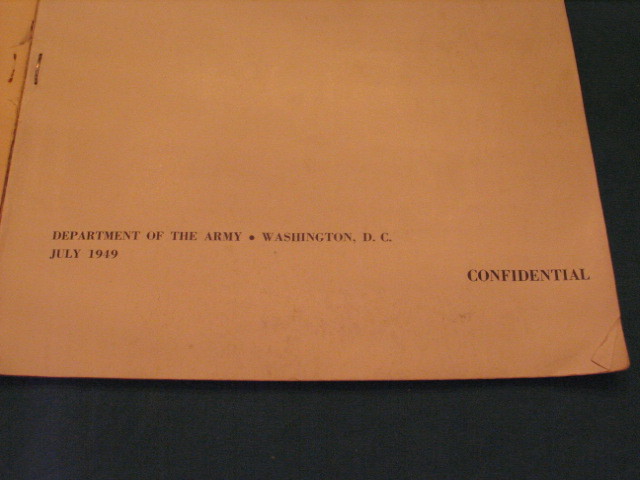 DEPARTMENT OF THE ARMY • WASHINGTON, D. C.
JULY 1949
CONFIDENTIAL